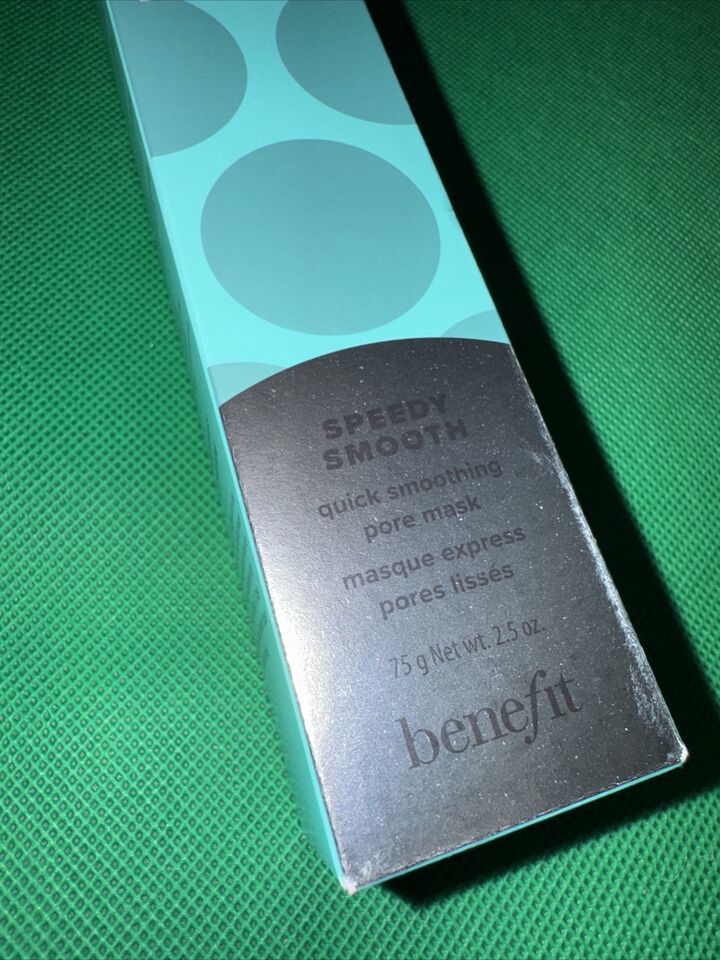 SPEEDY
SMOOTH
quick smoothing
pore mask
masque express
pores lissés
75 g Net wt. 2.5 oz.
benefit